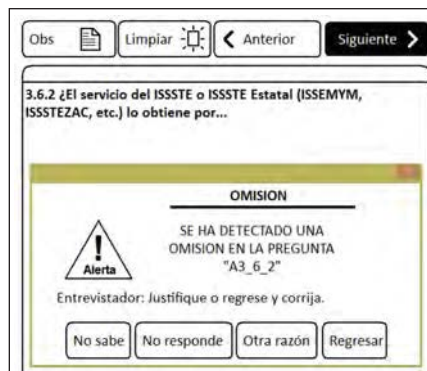 Obs Limpiar Anterior Siguiente
3.6.2 ¿El servicio del ISSSTE o ISSSTE Estatal (ISSEMYM,
ISSSTEZAC, etc.) lo obtiene por...
OMISION
SE HA DETECTADO UNA
OMISION EN LA PREGUNTA
"A3_6_2"
Alerta
Entrevistador: Justifique o regrese y corrija.
No sabe No responde Otra razón Regresar